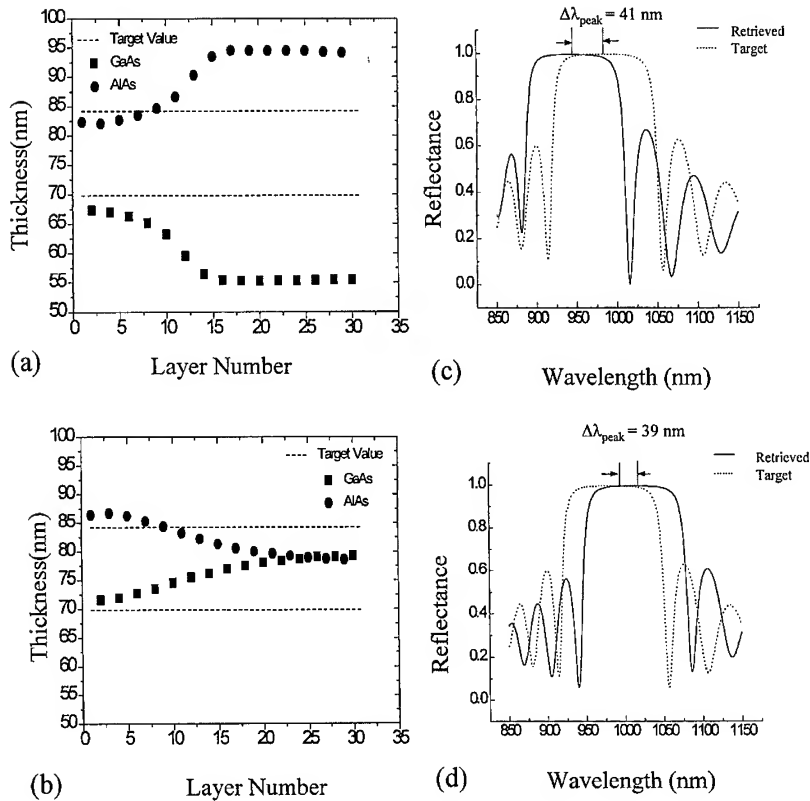 100
95
90
85
80
75
70
65
60
55
50
0 5 10 15 20 25 30 35
Thickness(nm)
Target Value
GaAs
AlAs
(a)
Layer Number
Δλpeak = 41 nm
Retrieved
Target
1.0
0.8
0.6
0.4
0.2
0.0
Reflectance
850 900 950 1000 1050 1100 1150
(c)
Wavelength (nm)
100
95
90
85
80
75
70
65
60
55
50
0 5 10 15 20 25 30 35
Thickness(nm)
Target Value
GaAs
AlAs
(b)
Layer Number
Δλpeak = 39 nm
Retrieved
Target
1.0
0.8
0.6
0.4
0.2
0.0
Reflectance
850 900 950 1000 1050 1100 1150
(d)
Wavelength (nm)